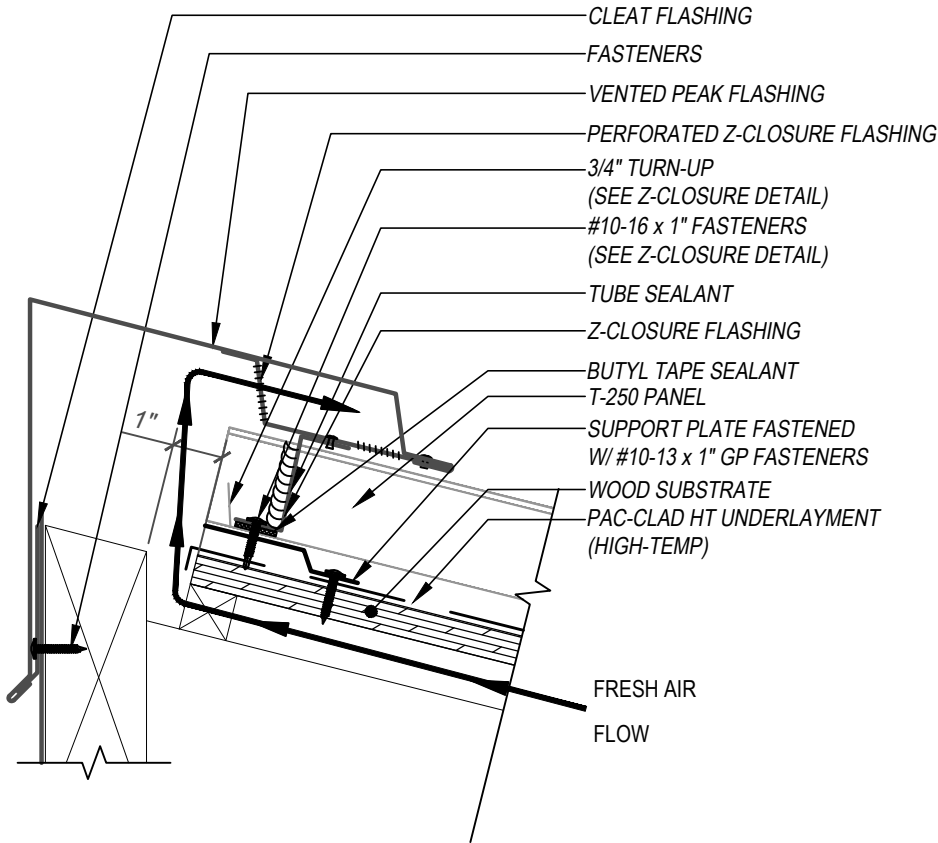 CLEAT FLASHING
FASTENERS
VENTED PEAK FLASHING
PERFORATED Z-CLOSURE FLASHING
3/4" TURN-UP
(SEE Z-CLOSURE DETAIL)
#10-16 x 1" FASTENERS
(SEE Z-CLOSURE DETAIL)
TUBE SEALANT
Z-CLOSURE FLASHING
BUTYL TAPE SEALANT
T-250 PANEL
SUPPORT PLATE FASTENED
W/ #10-13 x 1" GP FASTENERS
WOOD SUBSTRATE
PAC-CLAD HT UNDERLAYMENT
(HIGH-TEMP)
1"
FRESH AIR
FLOW